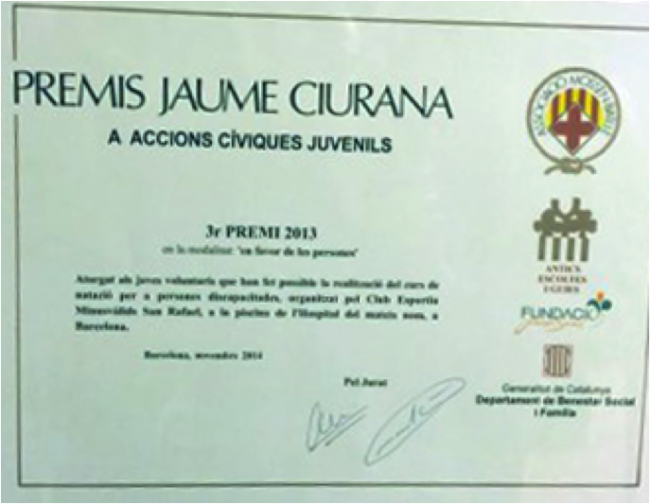 PREMIS JAUME CIURANA
A ACCIONS CÍVIQUES JUVENILS
3r PREMI 2013
en la modalitat: 'en favor de les persones'
Atorgat als joves voluntaris que han fet possible la realització del curs de
natació per a persones discapacitades, organitzat pel Club Esportiu
Minusvàlids San Rafael, a la piscina de l'Hospital del mateix nom, a
Barcelona.
Barcelona, novembre 2014
Pel Jurat
ASSOCIACIÓ MOSSÈN BATLLE
ANTICS
ESCOLTES
I GUIES
FUNDACIÓ
Generalitat de Catalunya
Departament de Benestar Social
i Família